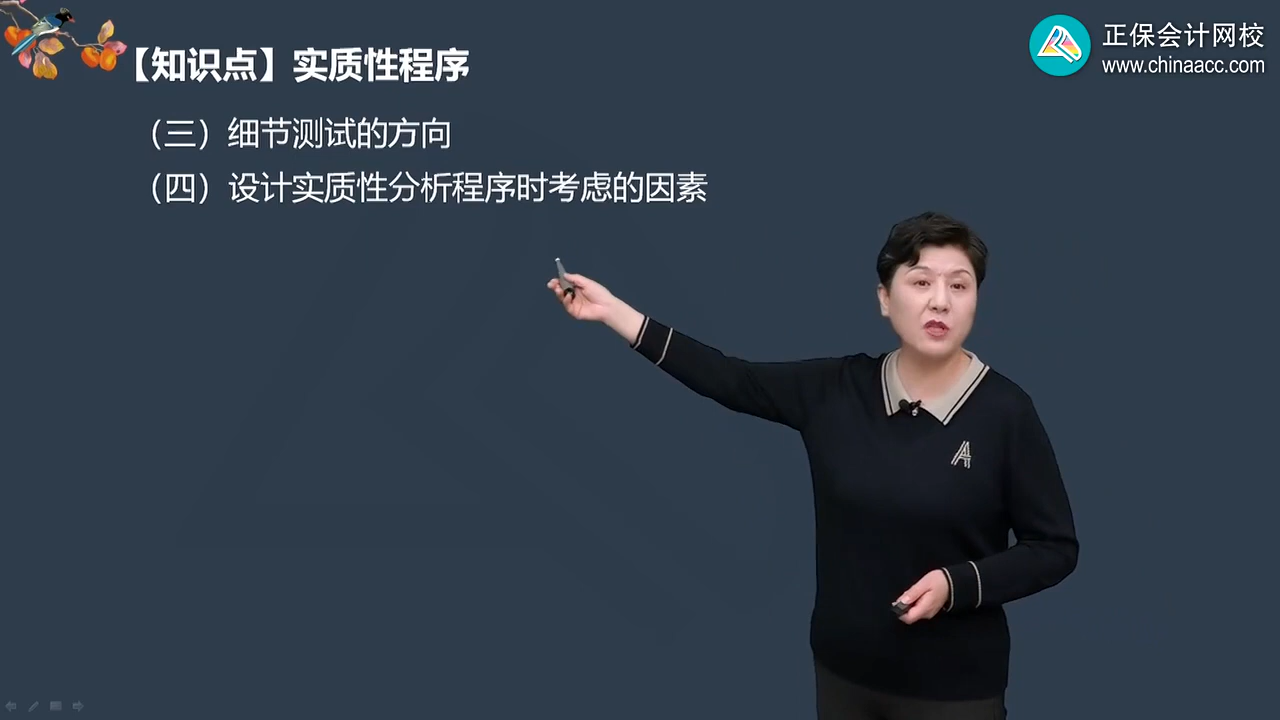 正保会计网校
www.chinaacc.com
【知识点】实质性程序
（三）细节测试的方向
（四）设计实质性分析程序时考虑的因素
A